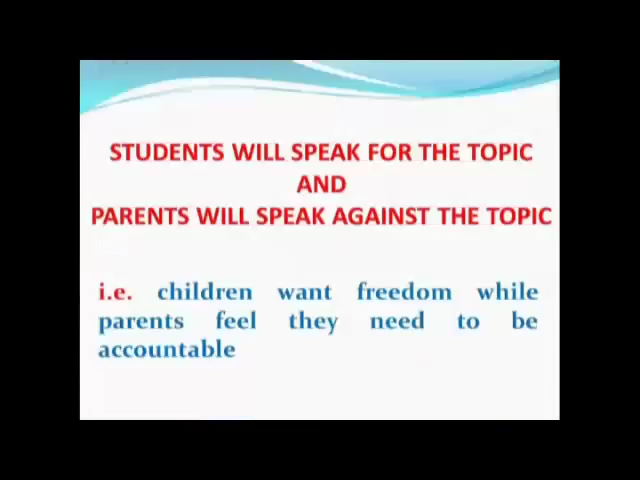 STUDENTS WILL SPEAK FOR THE TOPIC
AND
PARENTS WILL SPEAK AGAINST THE TOPIC
i.e. children want freedom while
parents feel they need to be
accountable